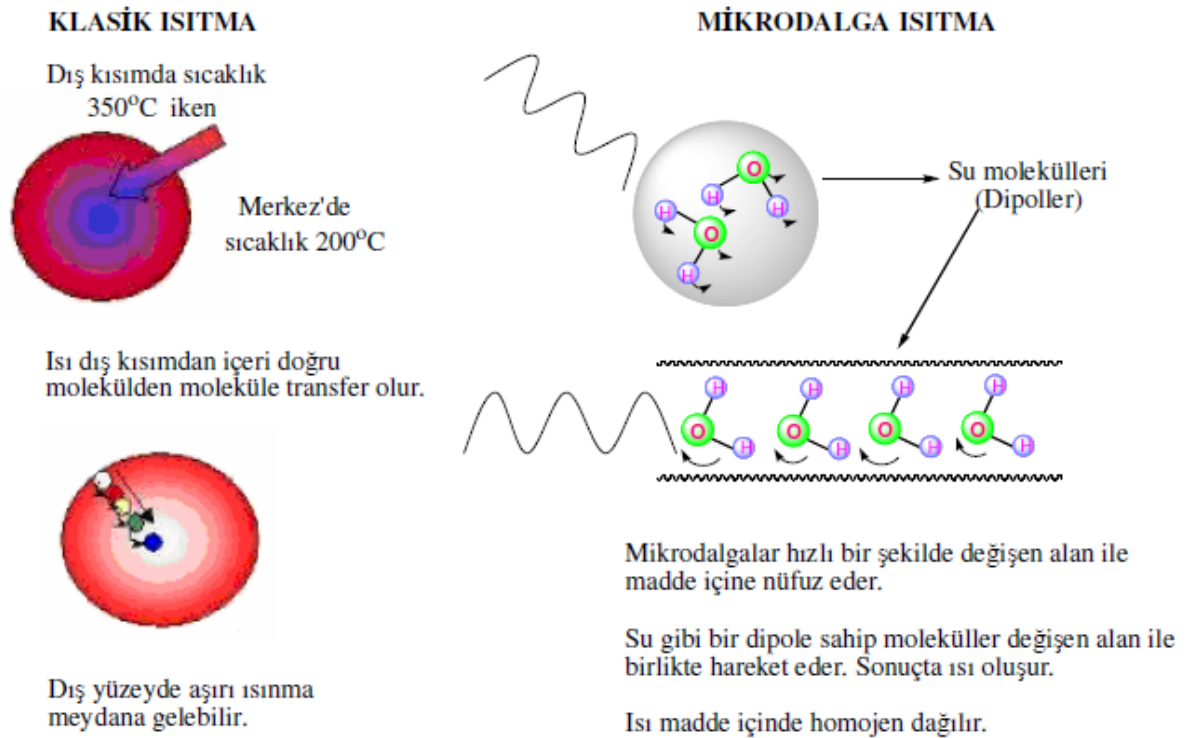 KLASİK ISITMA
Dış kısımda sıcaklık
350°C iken
Merkez'de
sıcaklık 200°C
Isı dış kısımdan içeri doğru
molekülden moleküle transfer olur.
Dış yüzeyde aşırı ısınma
meydana gelebilir.
MİKRODALGA ISITMA
O
H
H
H
O
H
Su molekülleri
(Dipoller)
H
H
H
H
O
O
O
O
H
H
H
H
Mikrodalgalar hızlı bir şekilde değişen alan ile
madde içine nüfuz eder.
Su gibi bir dipole sahip moleküller değişen alan ile
birlikte hareket eder. Sonuçta ısı oluşur.
Isı madde içinde homojen dağılır.